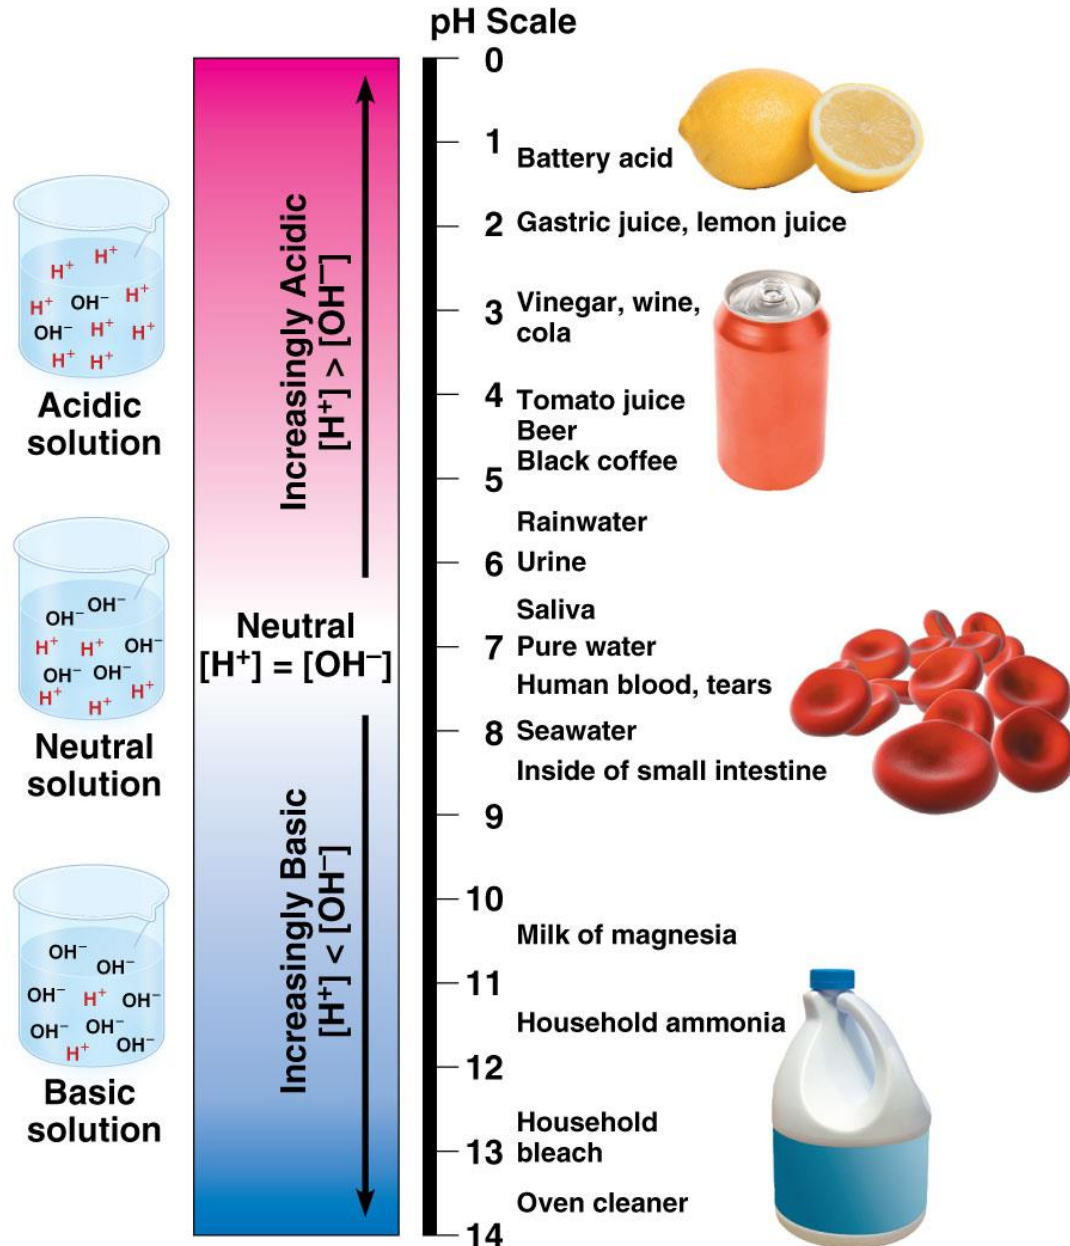 pH Scale
0
1
Battery acid
2
Gastric juice, lemon juice
3
Vinegar, wine,
cola
4
Tomato juice
Beer
Black coffee
5
Rainwater
6
Urine
Saliva
7
Pure water
Human blood, tears
8
Seawater
Inside of small intestine
9
10
Milk of magnesia
11
Household ammonia
12
Household
bleach
13
Oven cleaner
14
Increasingly Acidic
[H⁺] > [OH⁻]
Neutral
[H⁺] = [OH⁻]
Increasingly Basic
[H⁺] < [OH⁻]
H⁺
H⁺
H⁺
OH⁻
H⁺
OH⁻
H⁺
H⁺
H⁺
H⁺
Acidic
solution
OH⁻
OH⁻
H⁺
H⁺
OH⁻
OH⁻
OH⁻
H⁺
H⁺
H⁺
Neutral
solution
OH⁻
OH⁻
OH⁻
H⁺
OH⁻
OH⁻
OH⁻
H⁺
OH⁻
Basic
solution